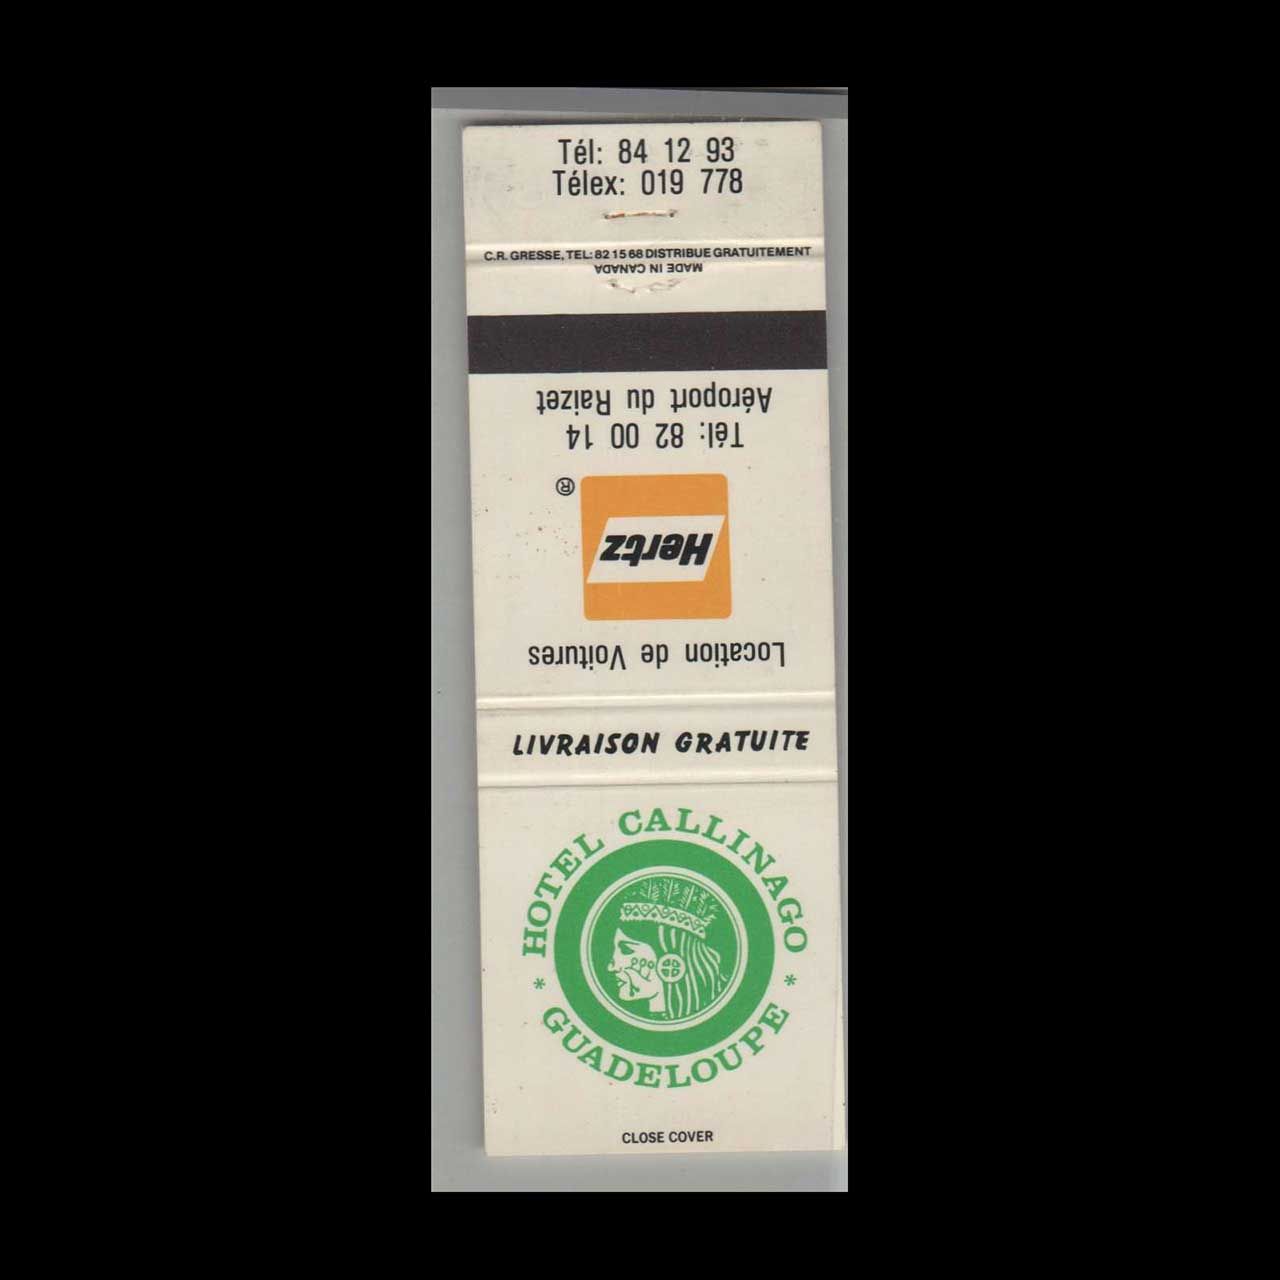 Tél: 84 12 93
Télex: 019 778
C.R. GRESSE, TEL: 82 15 68 DISTRIBUE GRATUITEMENT
MADE IN CANADA
Location de Voitures
Hertz ®
Tél: 82 00 14
Aéroport du Raizet
LIVRAISON GRATUITE
HOTEL CALLINAGO
* GUADELOUPE *
CLOSE COVER